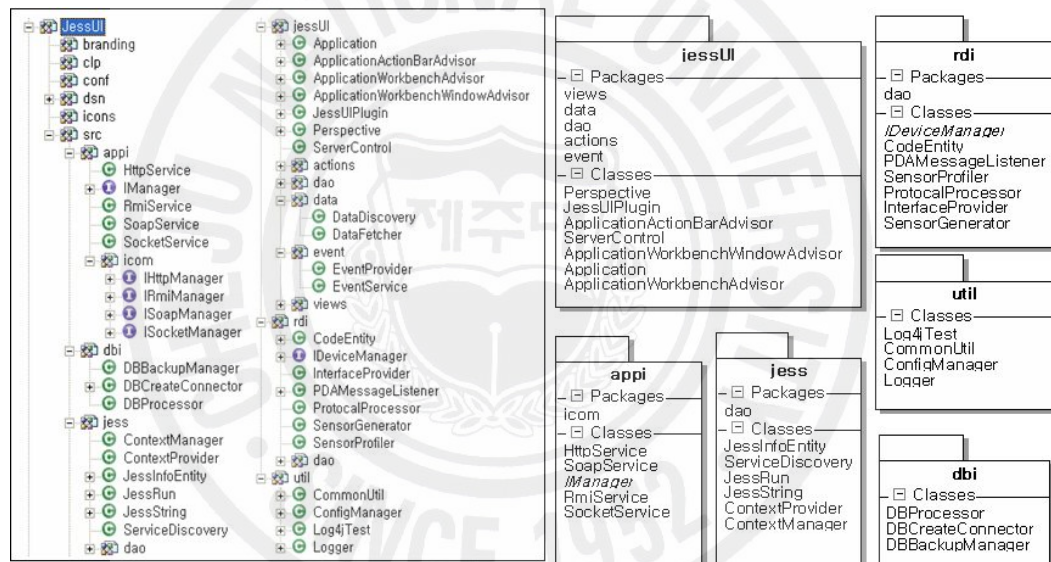 JessUI
branding
clp
conf
dsn
icons
src
appi
HttpService
IManager
RmiService
SoapService
SocketService
icom
IHttpManager
IRmiManager
ISoapManager
ISocketManager
dbi
DBBackupManager
DBCreateConnector
DBProcessor
jess
ContextManager
ContextProvider
JessInfoEntity
JessRun
JessString
ServiceDiscovery
dao
jessUI
Application
ApplicationActionBarAdvisor
ApplicationWorkbenchAdvisor
ApplicationWorkbenchWindowAdvisor
JessUIPlugin
Perspective
ServerControl
actions
dao
data
DataDiscovery
DataFetcher
event
EventProvider
EventService
views
rdi
CodeEntity
IDeviceManager
InterfaceProvider
PDAMessageListener
ProtocalProcessor
SensorGenerator
SensorProfiler
dao
util
CommonUtil
ConfigManager
Log4jTest
Logger
jessUI
Packages
views
data
dao
actions
event
Classes
Perspective
JessUIPlugin
ApplicationActionBarAdvisor
ServerControl
ApplicationWorkbenchWindowAdvisor
Application
ApplicationWorkbenchAdvisor
rdi
Packages
dao
Classes
IDeviceManager
CodeEntity
PDAMessageListener
SensorProfiler
ProtocalProcessor
InterfaceProvider
SensorGenerator
util
Classes
Log4jTest
CommonUtil
ConfigManager
Logger
appi
Packages
icom
Classes
HttpService
SoapService
IManager
RmiService
SocketService
jess
Packages
dao
Classes
JessInfoEntity
ServiceDiscovery
JessRun
JessString
ContextProvider
ContextManager
dbi
Classes
DBProcessor
DBCreateConnector
DBBackupManager